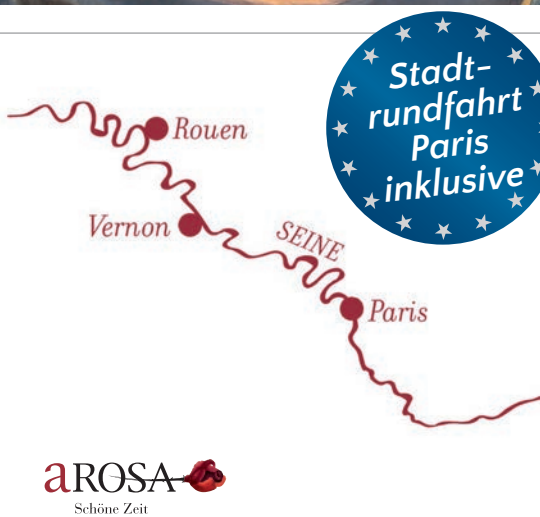 Stadt-
rundfahrt
Paris
inklusive
Rouen
Vernon
SEINE
Paris
aROSA
Schöne Zeit